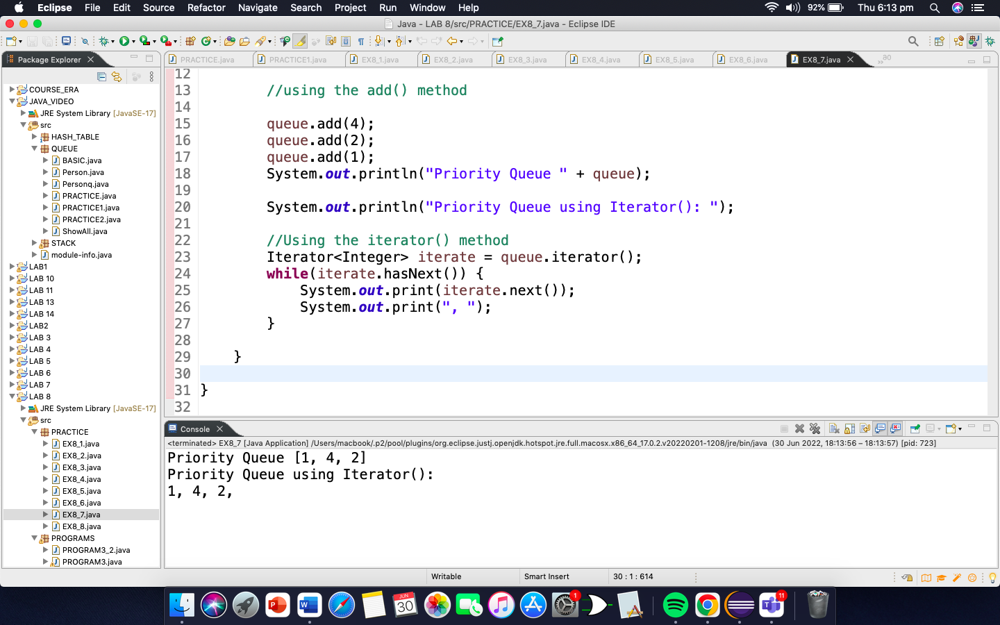 Eclipse File Edit Source Refactor Navigate Search Project Run Window Help 92% Thu 6:13 pm
Java - LAB 8/src/PRACTICE/EX8_7.java - Eclipse IDE
Package Explorer
PRACTICE.java PRACTICE1.java EX8_1.java EX8_2.java EX8_3.java EX8_4.java EX8_5.java EX8_6.java EX8_7.java
COURSE_ERA
JAVA_VIDEO
JRE System Library [JavaSE-17]
src
HASH_TABLE
QUEUE
BASIC.java
Person.java
Personq.java
PRACTICE.java
PRACTICE1.java
PRACTICE2.java
ShowAll.java
STACK
module-info.java
LAB1
LAB 10
LAB 11
LAB 13
LAB 14
LAB2
LAB 3
LAB 4
LAB 5
LAB 6
LAB 7
LAB 8
JRE System Library [JavaSE-17]
src
PRACTICE
EX8_1.java
EX8_2.java
EX8_3.java
EX8_4.java
EX8_5.java
EX8_6.java
EX8_7.java
EX8_8.java
PROGRAMS
PROGRAM3_2.java
PROGRAM3.java
12
13 //using the add() method
14
15 queue.add(4);
16 queue.add(2);
17 queue.add(1);
18 System.out.println("Priority Queue " + queue);
19
20 System.out.println("Priority Queue using Iterator(): ");
21
22 //Using the iterator() method
23 Iterator<Integer> iterate = queue.iterator();
24 while(iterate.hasNext()) {
25 System.out.print(iterate.next());
26 System.out.print(", ");
27 }
28
29 }
30
31 }
32
Console
<terminated> EX8_7 [Java Application] /Users/macbook/.p2/pool/plugins/org.eclipse.justj.openjdk.hotspot.jre.full.macosx.x86_64_17.0.2.v20220201-1208/jre/bin/java (30 Jun 2022, 18:13:56 – 18:13:57) [pid: 723]
Priority Queue [1, 4, 2]
Priority Queue using Iterator():
1, 4, 2,
Writable Smart Insert 30 : 1 : 614
JUN
30
1
11